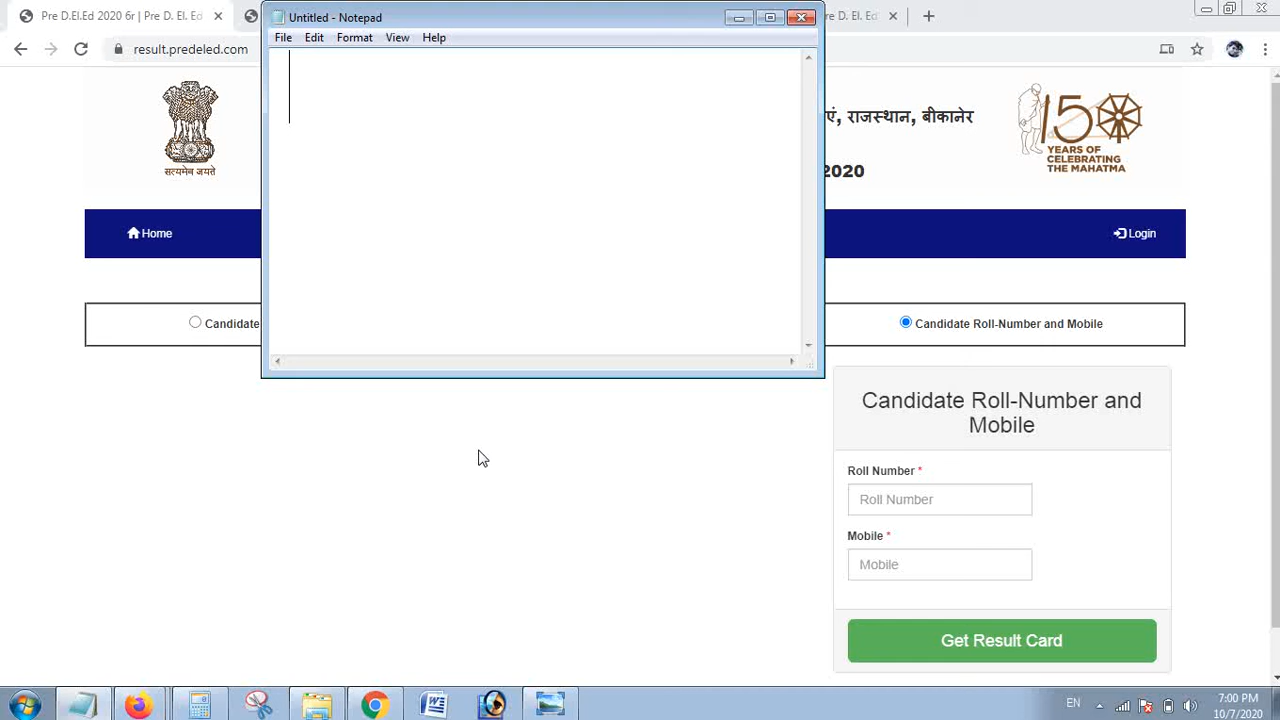 Pre D.El.Ed 2020 6r | Pre D. El. Ed
Untitled - Notepad
re D. El. Ed
File Edit Format View Help
result.predeled.com
एं, राजस्थान, बीकानेर
2020
सत्यमेव जयते
150
YEARS OF
CELEBRATING
THE MAHATMA
Home
Login
Candidate
Candidate Roll-Number and Mobile
Candidate Roll-Number and
Mobile
Roll Number *
Roll Number
Mobile *
Mobile
Get Result Card
EN
7:00 PM
10/7/2020